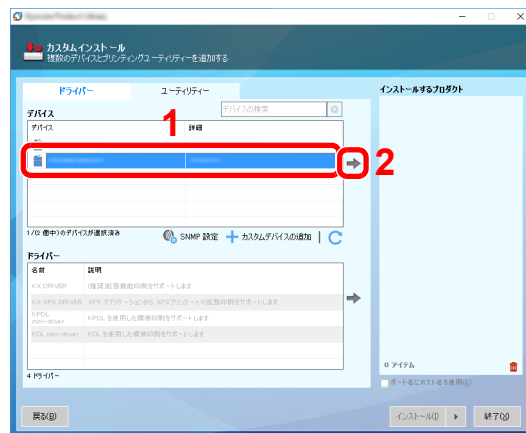 カスタムインストール
複数のデバイスとプリンティングユーティリティーを追加する
ドライバー
ユーティリティー
インストールするプロダクト
デバイス
デバイスの検索
1
デバイス
詳細
2
1/(2 個中)のデバイスが選択済み
SNMP 設定
カスタムデバイスの追加
ドライバー
名前
説明
KX DRIVER
(推奨)拡張機能印刷をサポートします
KX XPS DRIVER
XPS アプリケーションから XPS プリンターへの拡張印刷をサポートします
KPDL mini-driver
KPDL を使用した標準印刷をサポートします
PCL mini-driver
PCL を使用した標準印刷をサポートします
4 ドライバー
0 アイテム
ポート名にホスト名を使用(U)
戻る(B)
インストール(I)
終了(X)